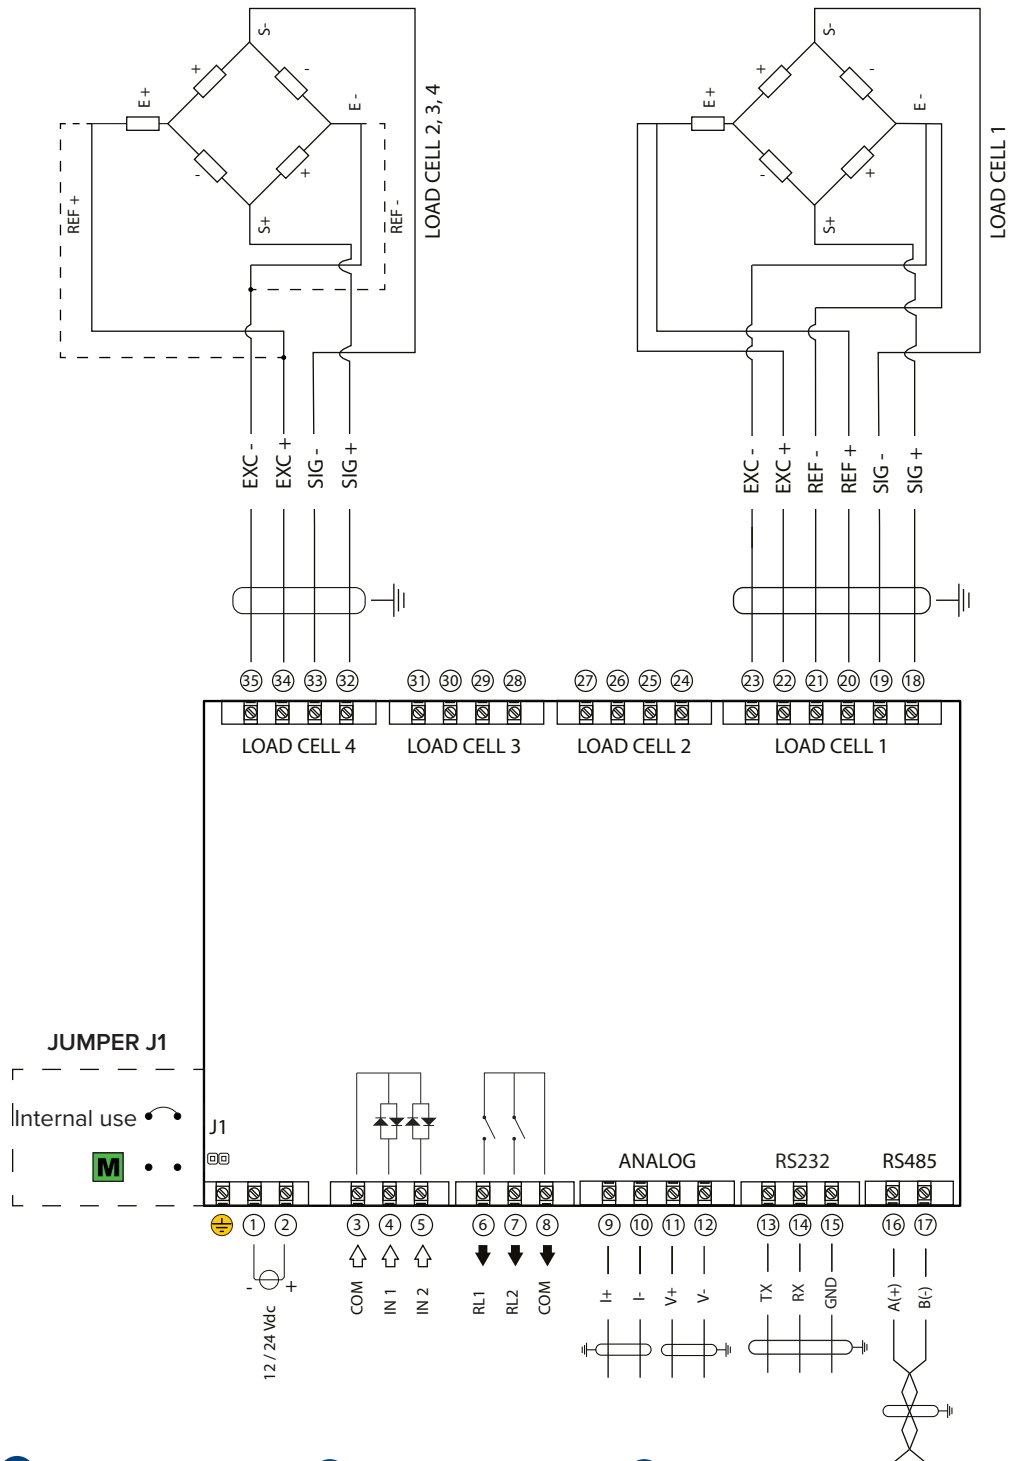 S-
+
-
E +
E -
-
+
S+
REF +
REF -
LOAD CELL 2, 3, 4
S-
+
-
E +
E -
-
+
S+
LOAD CELL 1
EXC -
EXC +
SIG -
SIG +
EXC -
EXC +
REF -
REF +
SIG -
SIG +
35 34 33 32 31 30 29 28 27 26 25 24 23 22 21 20 19 18
LOAD CELL 4 LOAD CELL 3 LOAD CELL 2 LOAD CELL 1
JUMPER J1
Internal use
J1
M
ANALOG RS232 RS485
1 2 3 4 5 6 7 8 9 10 11 12 13 14 15 16 17
- +
12 / 24 Vdc
COM
IN 1
IN 2
RL1
RL2
COM
I+
I-
V+
V-
TX
RX
GND
A(+)
B(-)